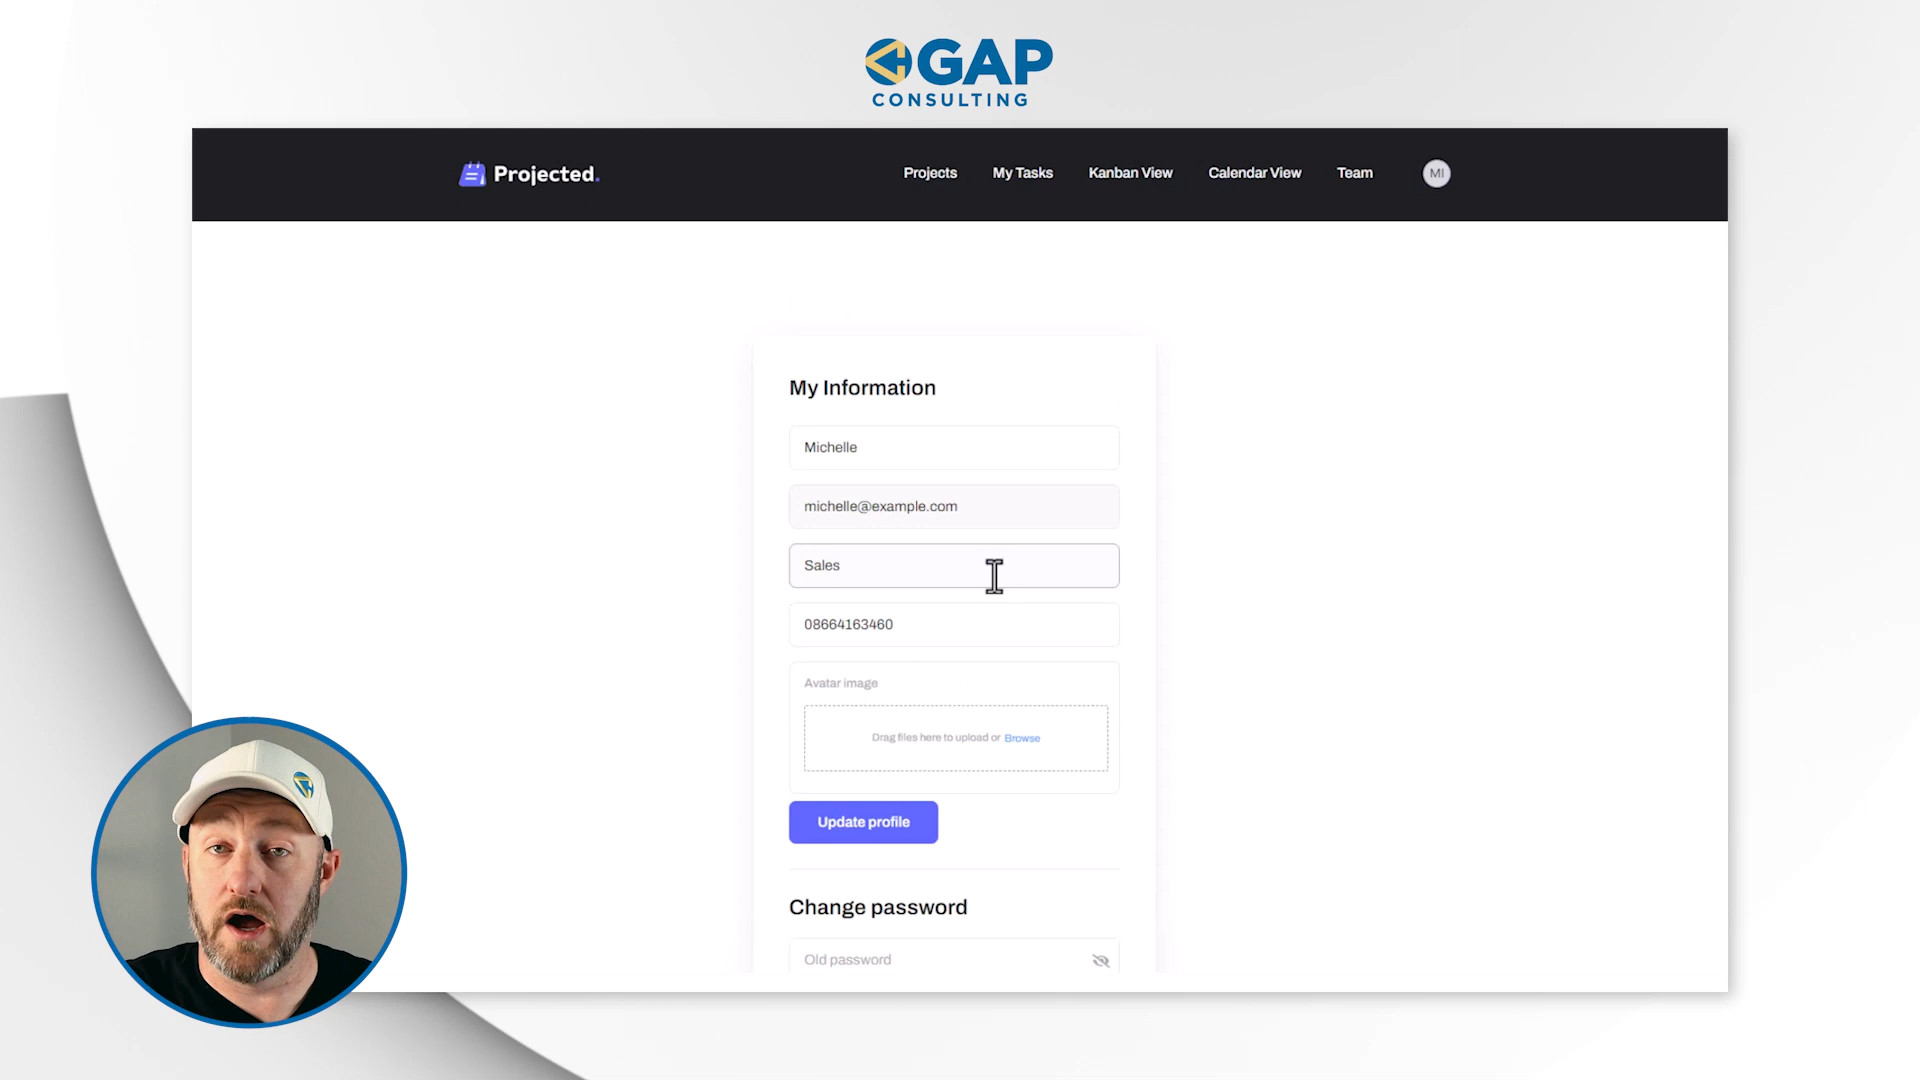 GAP
CONSULTING
Projected.
Projects
My Tasks
Kanban View
Calendar View
Team
MI
My Information
Michelle
michelle@example.com
Sales
08664163460
Avatar image
Drag files here to upload or Browse
Update profile
Change password
Old password